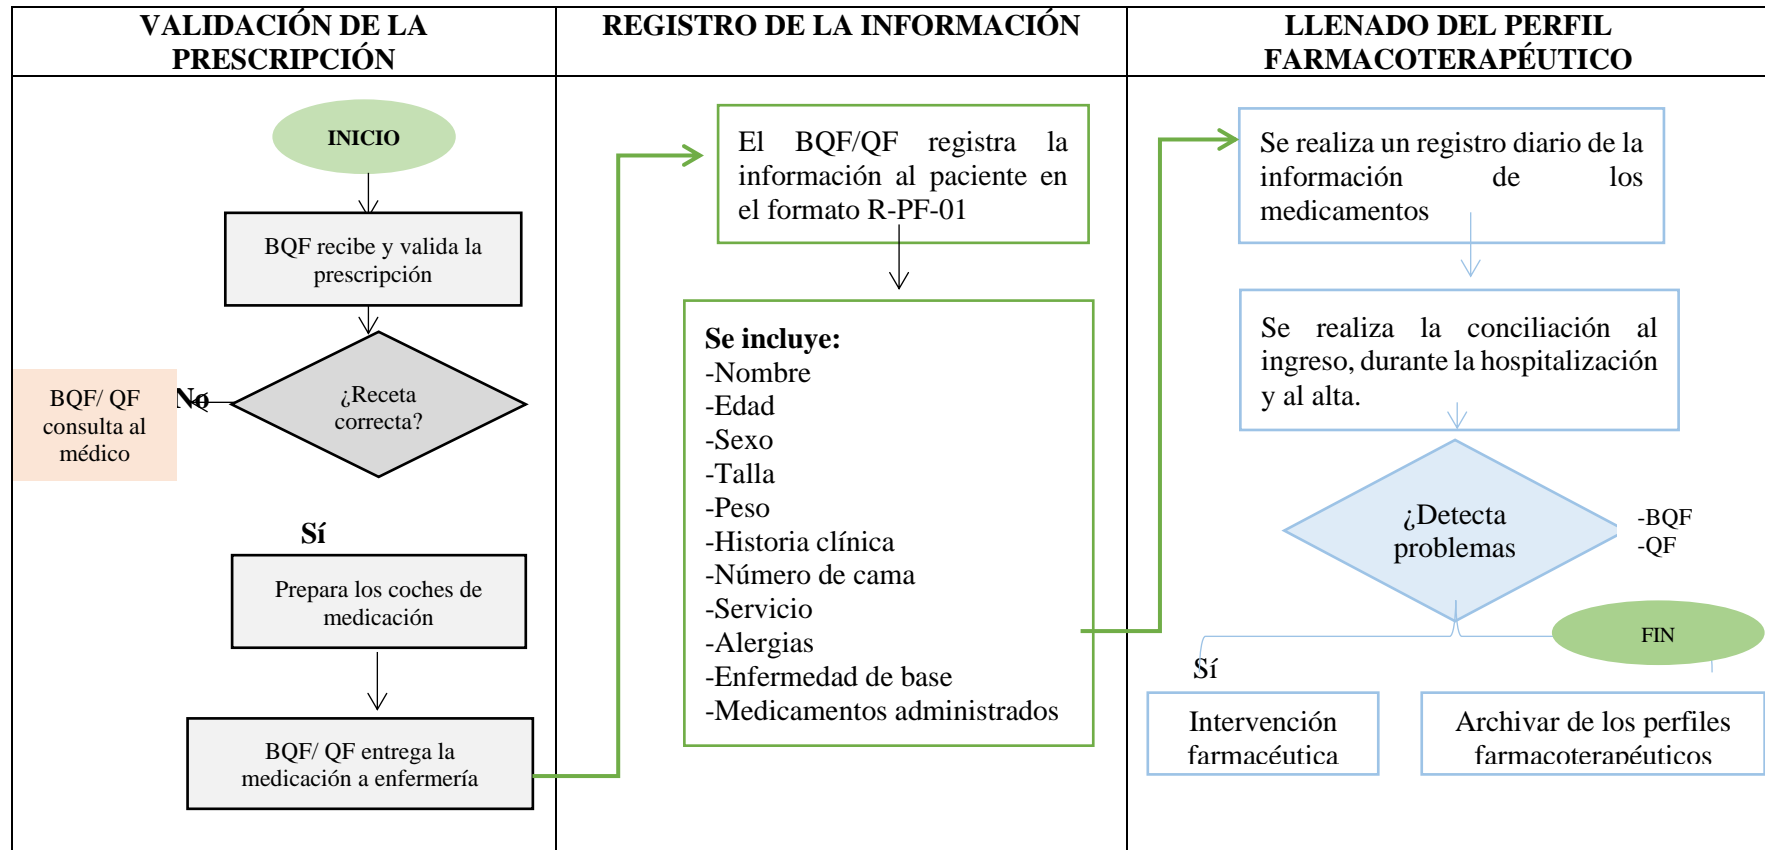 VALIDACIÓN DE LA
PRESCRIPCIÓN
INICIO
BQF recibe y valida la
prescripción
¿Receta
correcta?
No
BQF/ QF
consulta al
médico
Sí
Prepara los coches de
medicación
BQF/ QF entrega la
medicación a enfermería
REGISTRO DE LA INFORMACIÓN
El BQF/QF registra la
información al paciente en
el formato R-PF-01
Se incluye:
-Nombre
-Edad
-Sexo
-Talla
-Peso
-Historia clínica
-Número de cama
-Servicio
-Alergias
-Enfermedad de base
-Medicamentos administrados
LLENADO DEL PERFIL
FARMACOTERAPÉUTICO
Se realiza un registro diario de la
información de los
medicamentos
Se realiza la conciliación al
ingreso, durante la hospitalización
y al alta.
¿Detecta
problemas
-BQF
-QF
FIN
Sí
Intervención
farmacéutica
Archivar de los perfiles
farmacoterapéuticos